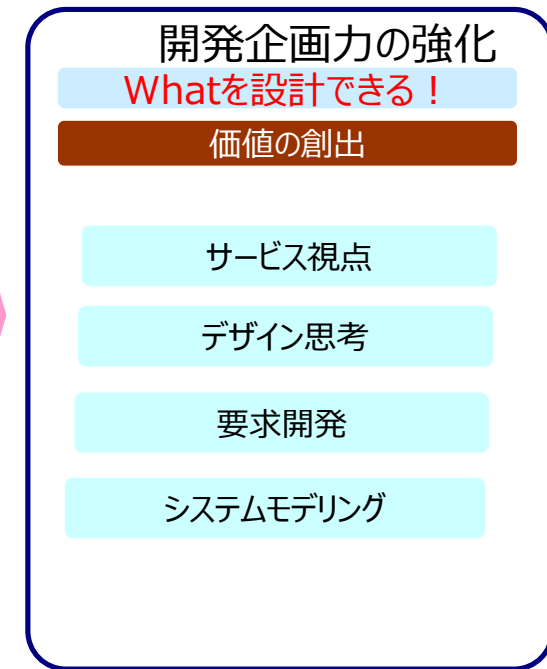 開発企画力の強化
Whatを設計できる！
価値の創出
サービス視点
デザイン思考
要求開発
システムモデリング